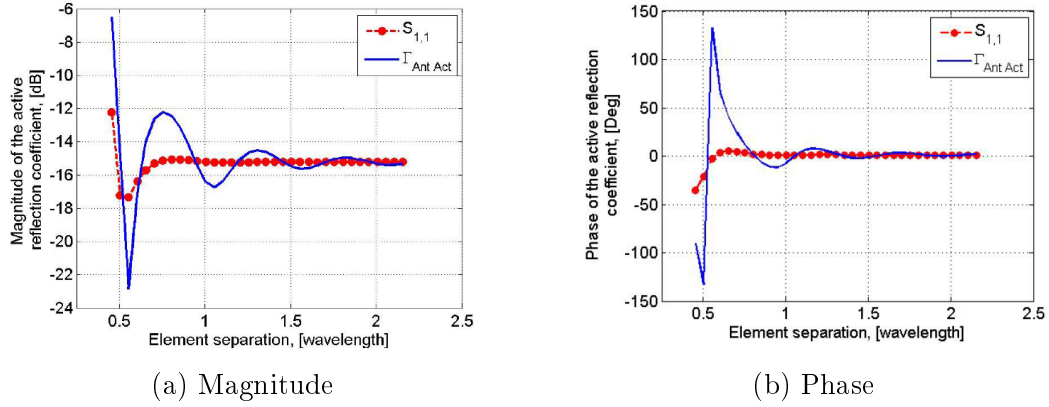 -6
-8
-10
-12
-14
-16
-18
-20
-22
-24
0.5
1
1.5
2
2.5
Magnitude of the active
reflection coefficient, [dB]
Element separation, [wavelength]
S1,1
ΓAnt Act
(a) Magnitude
150
100
50
0
-50
-100
-150
0
0.5
1
1.5
2
2.5
Phase of the active reflection
coefficient, [Deg]
Element separation, [wavelength]
S1,1
ΓAnt Act
(b) Phase